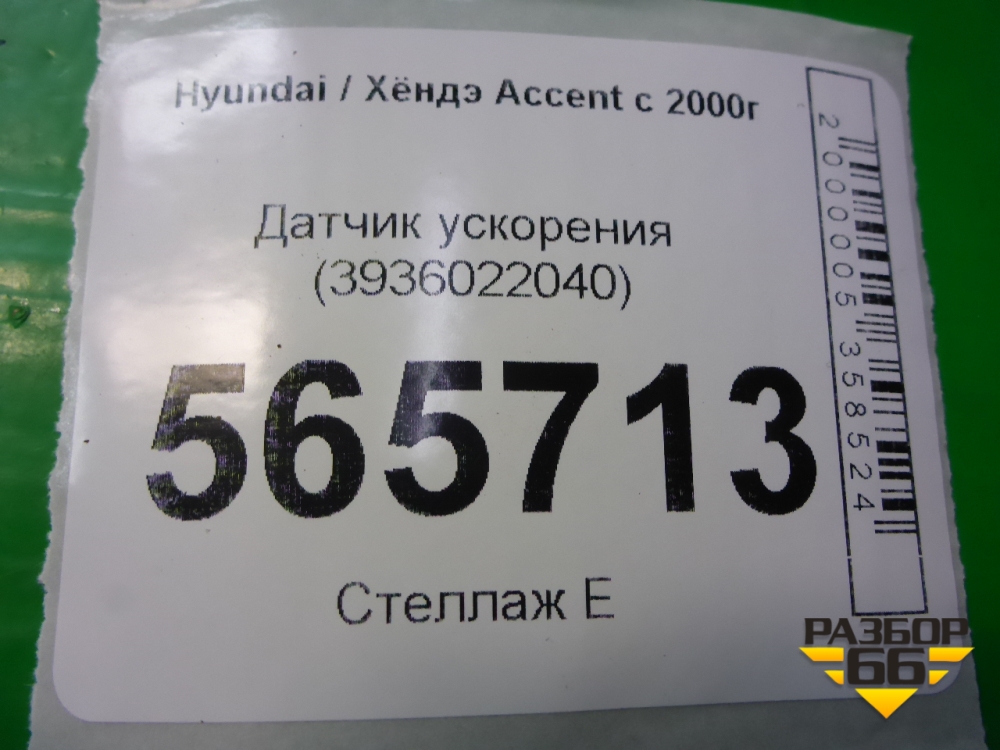 Hyundai / Хёндэ Accent с 2000г
Датчик ускорения
(3936022040)
565713
Стеллаж Е
2000005358524
РАЗБОР
66